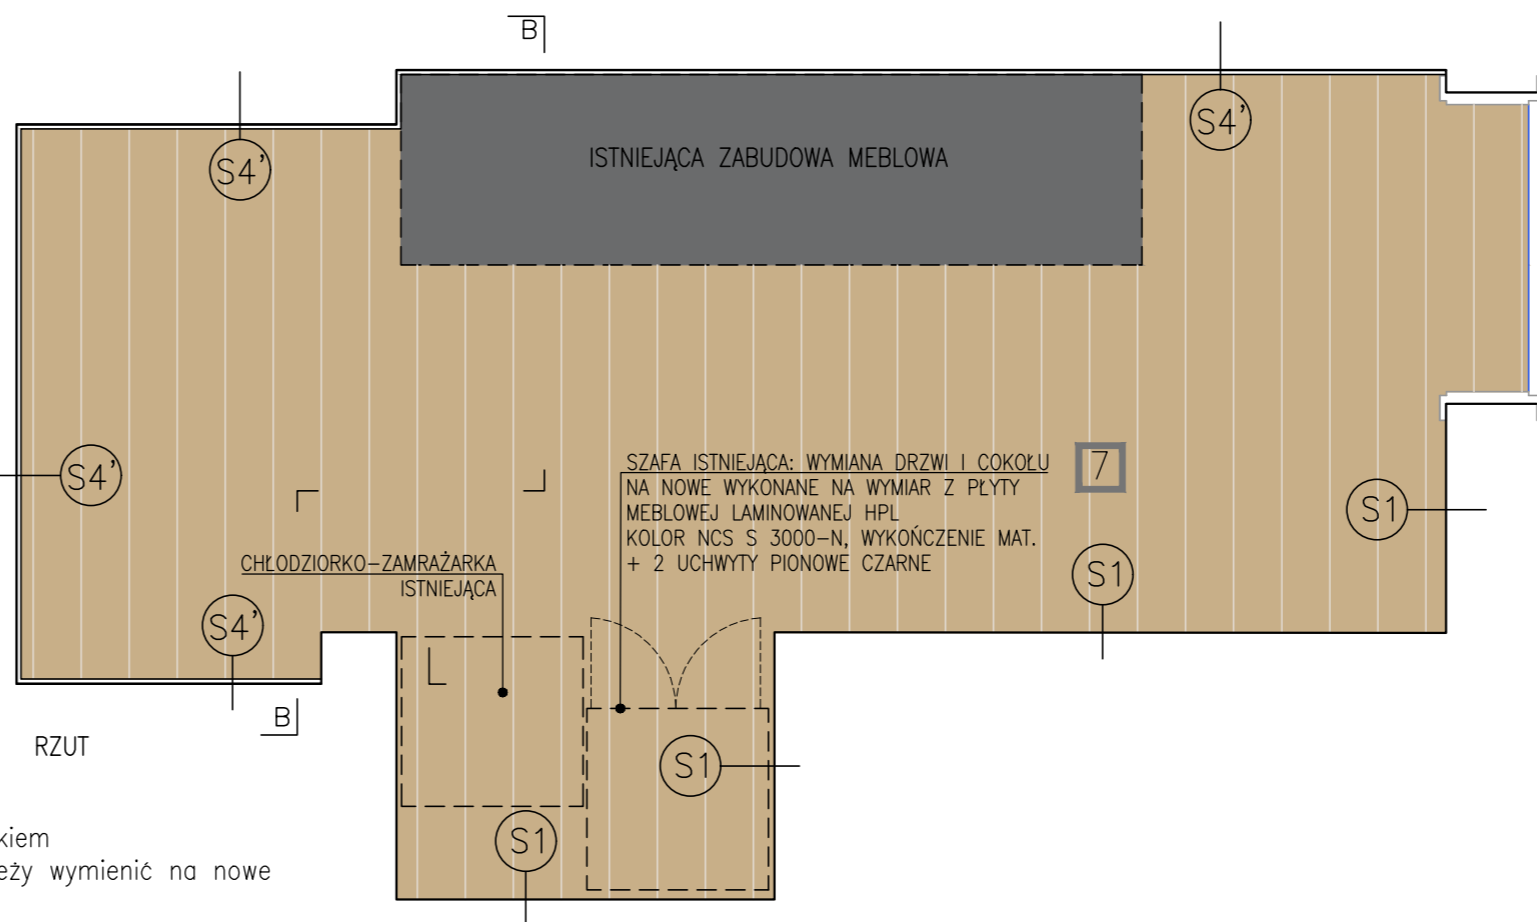 B
S4'
ISTNIEJĄCA ZABUDOWA MEBLOWA
S4'
S4'
SZAFA ISTNIEJĄCA: WYMIANA DRZWI I COKOŁU
NA NOWE WYKONANE NA WYMIAR Z PŁYTY
MEBLOWEJ LAMINOWANEJ HPL
KOLOR NCS S 3000-N, WYKOŃCZENIE MAT.
+ 2 UCHWYTY PIONOWE CZARNE
7
S1
CHŁODZIORKO-ZAMRAŻARKA
ISTNIEJĄCA
S1
S4'
L
B
RZUT
S1
S1
kiem
eży wymienić na nowe